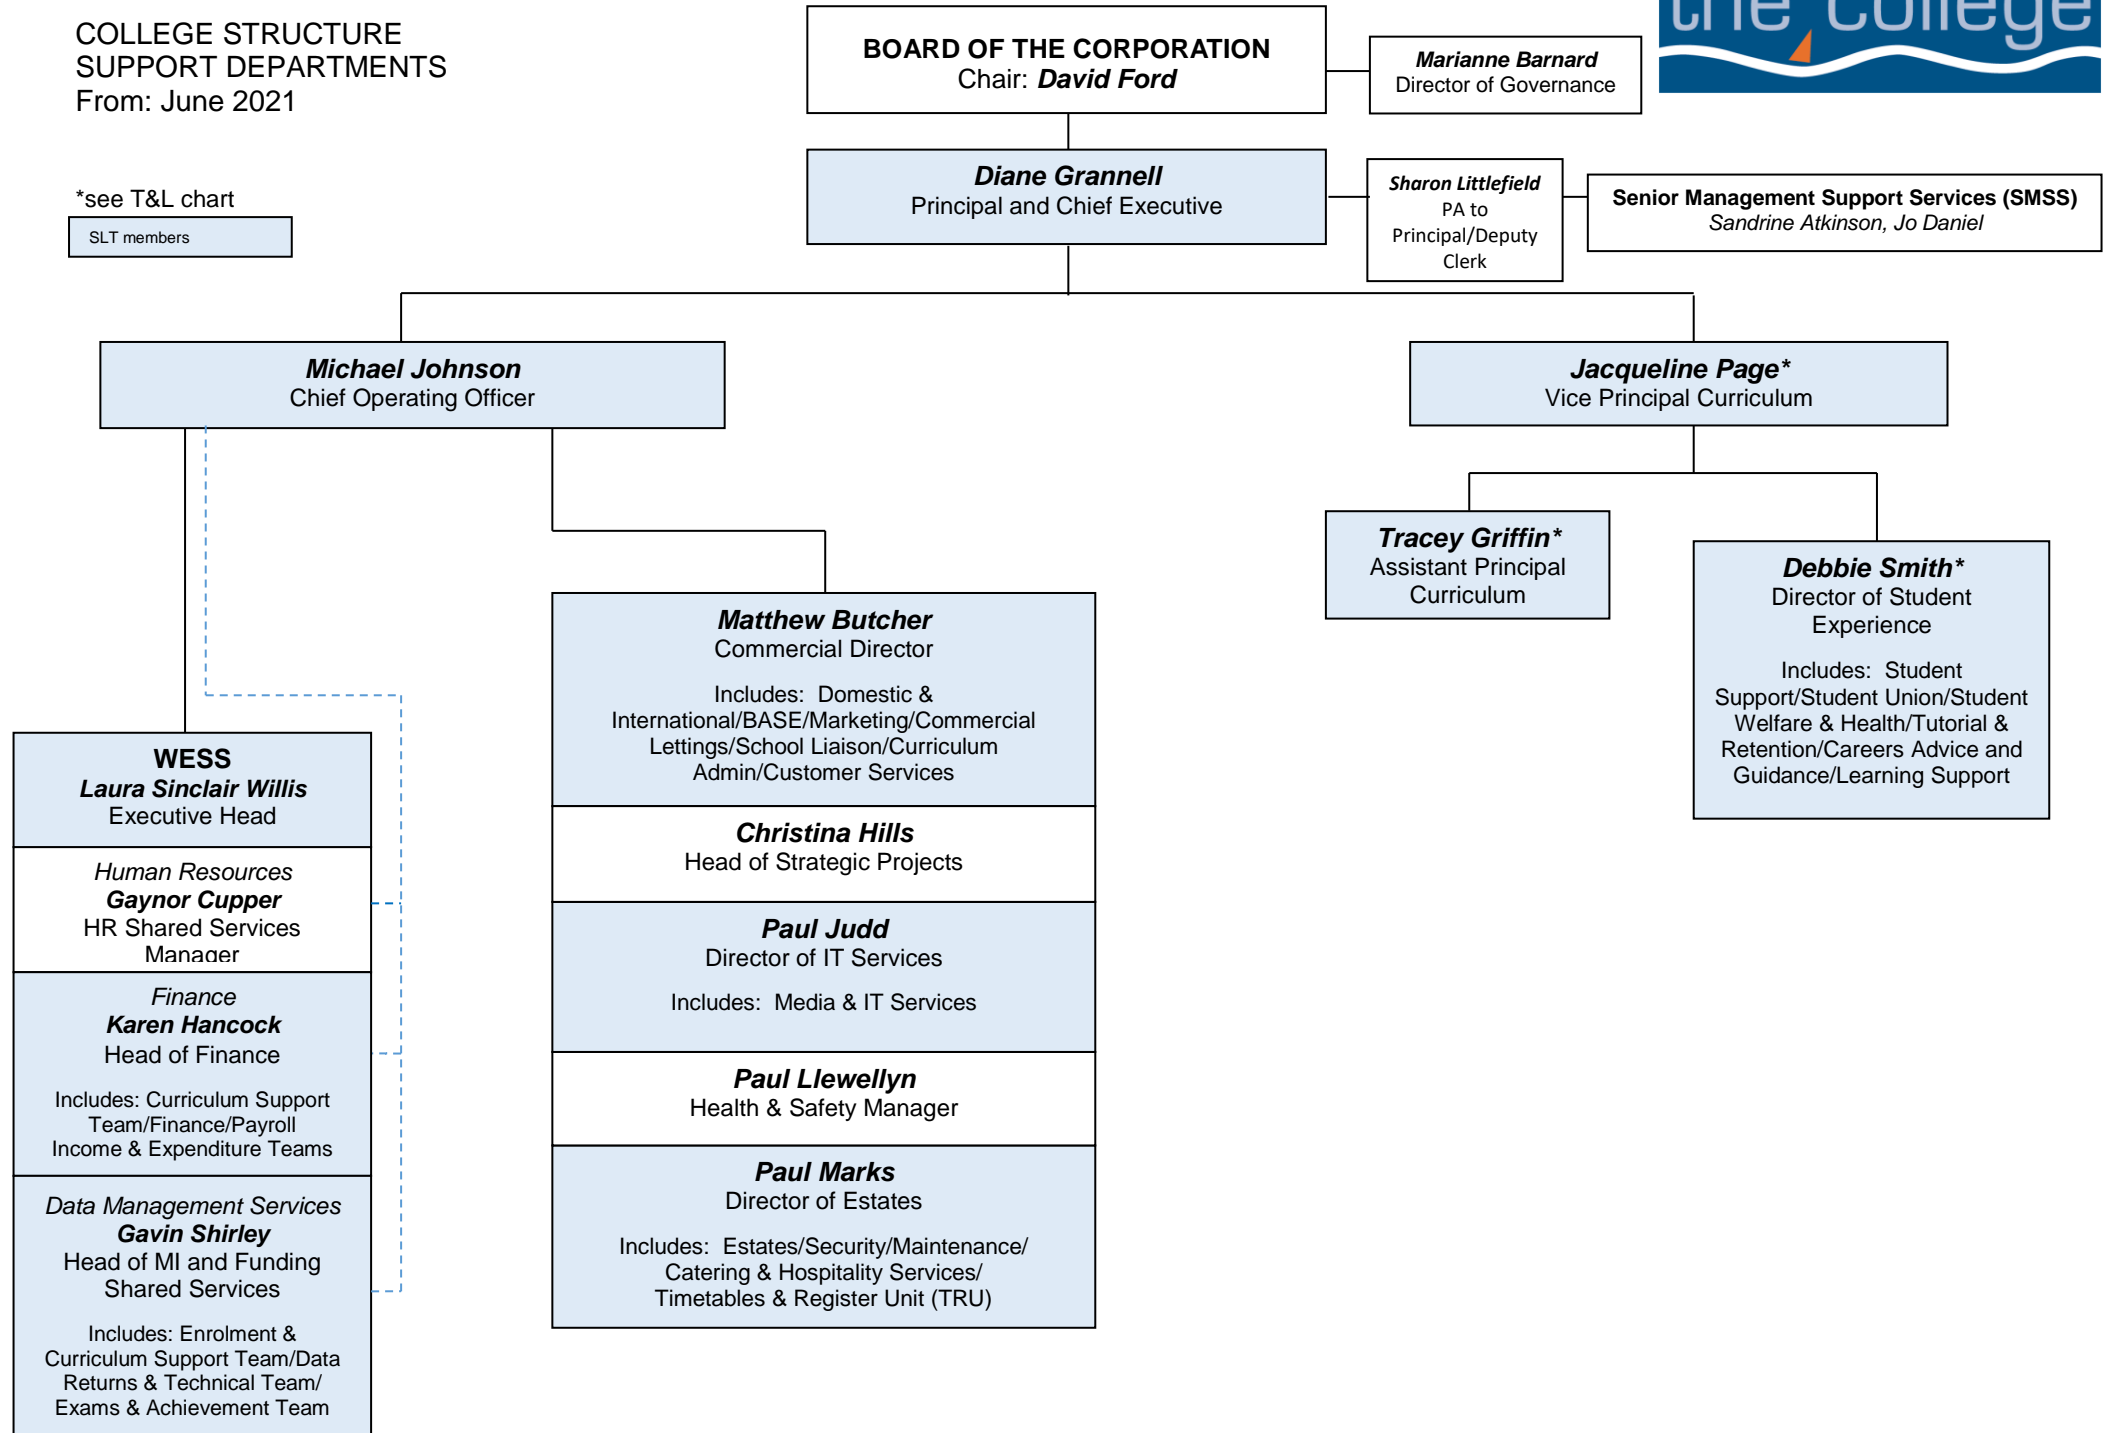 COLLEGE STRUCTURE
SUPPORT DEPARTMENTS
From: June 2021
*see T&L chart
SLT members
BOARD OF THE CORPORATION
Chair: David Ford
Marianne Barnard
Director of Governance
the college
Diane Grannell
Principal and Chief Executive
Sharon Littlefield
PA to
Principal/Deputy
Clerk
Senior Management Support Services (SMSS)
Sandrine Atkinson, Jo Daniel
Michael Johnson
Chief Operating Officer
Jacqueline Page*
Vice Principal Curriculum
Tracey Griffin*
Assistant Principal
Curriculum
Debbie Smith*
Director of Student
Experience
Includes: Student
Support/Student Union/Student
Welfare & Health/Tutorial &
Retention/Careers Advice and
Guidance/Learning Support
Matthew Butcher
Commercial Director
Includes: Domestic &
International/BASE/Marketing/Commercial
Lettings/School Liaison/Curriculum
Admin/Customer Services
Christina Hills
Head of Strategic Projects
Paul Judd
Director of IT Services
Includes: Media & IT Services
Paul Llewellyn
Health & Safety Manager
Paul Marks
Director of Estates
Includes: Estates/Security/Maintenance/
Catering & Hospitality Services/
Timetables & Register Unit (TRU)
WESS
Laura Sinclair Willis
Executive Head
Human Resources
Gaynor Cupper
HR Shared Services
Manager
Finance
Karen Hancock
Head of Finance
Includes: Curriculum Support
Team/Finance/Payroll
Income & Expenditure Teams
Data Management Services
Gavin Shirley
Head of MI and Funding
Shared Services
Includes: Enrolment &
Curriculum Support Team/Data
Returns & Technical Team/
Exams & Achievement Team